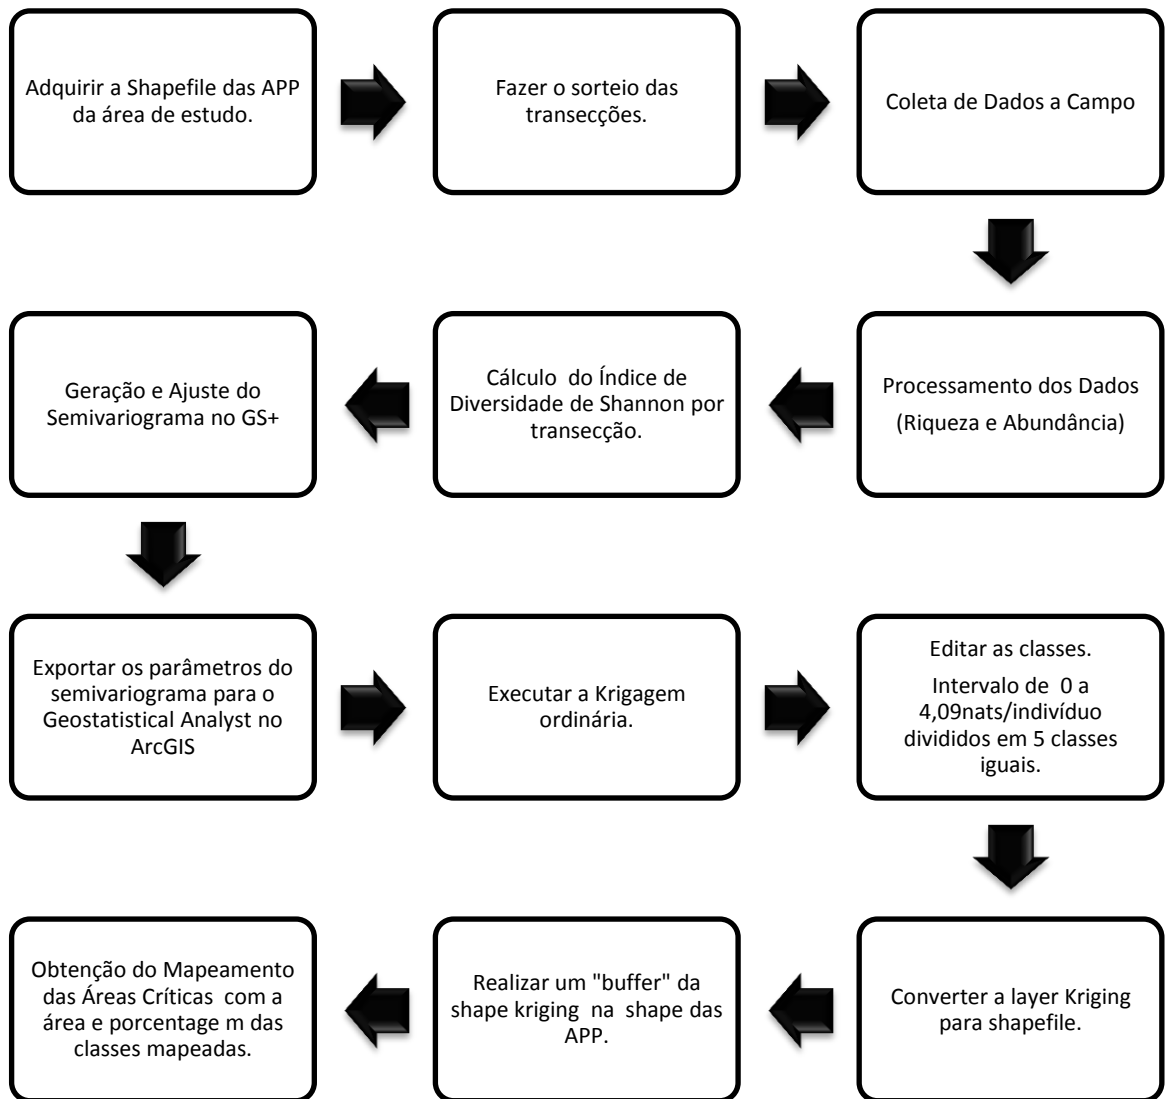 Adquirir a Shapefile das APP
da área de estudo.
Fazer o sorteio das
transecções.
Coleta de Dados a Campo
Processamento dos Dados
(Riqueza e Abundância)
Cálculo do Índice de
Diversidade de Shannon por
transecção.
Geração e Ajuste do
Semivariograma no GS+
Exportar os parâmetros do
semivariograma para o
Geostatistical Analyst no
ArcGIS
Executar a Krigagem
ordinária.
Editar as classes.
Intervalo de 0 a
4,09nats/indivíduo
divididos em 5 classes
iguais.
Converter a layer Kriging
para shapefile.
Realizar um "buffer" da
shape kriging na shape das
APP.
Obtenção do Mapeamento
das Áreas Críticas com a
área e porcentage m das
classes mapeadas.